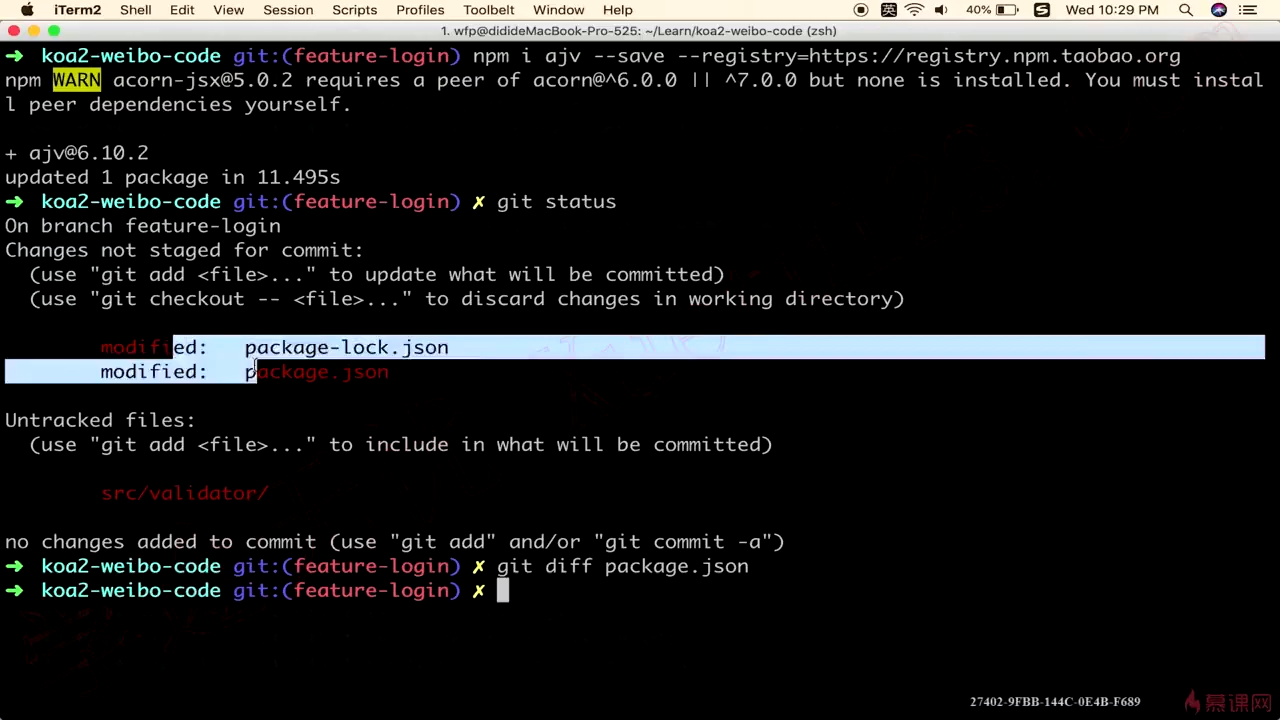 iTerm2 Shell Edit View Session Scripts Profiles Toolbelt Window Help 英 40% S Wed 10:29 PM
1. wfp@didideMacBook-Pro-525: ~/Learn/koa2-weibo-code (zsh)
➜ koa2-weibo-code git:(feature-login) npm i ajv --save --registry=https://registry.npm.taobao.org
npm WARN acorn-jsx@5.0.2 requires a peer of acorn@^6.0.0 || ^7.0.0 but none is installed. You must instal
l peer dependencies yourself.
+ ajv@6.10.2
updated 1 package in 11.495s
➜ koa2-weibo-code git:(feature-login) ✗ git status
On branch feature-login
Changes not staged for commit:
(use "git add <file>..." to update what will be committed)
(use "git checkout -- <file>..." to discard changes in working directory)
modified: package-lock.json
modified: package.json
Untracked files:
(use "git add <file>..." to include in what will be committed)
src/validator/
no changes added to commit (use "git add" and/or "git commit -a")
➜ koa2-weibo-code git:(feature-login) ✗ git diff package.json
➜ koa2-weibo-code git:(feature-login) ✗
27402-9FBB-144C-0E4B-F689
慕课网